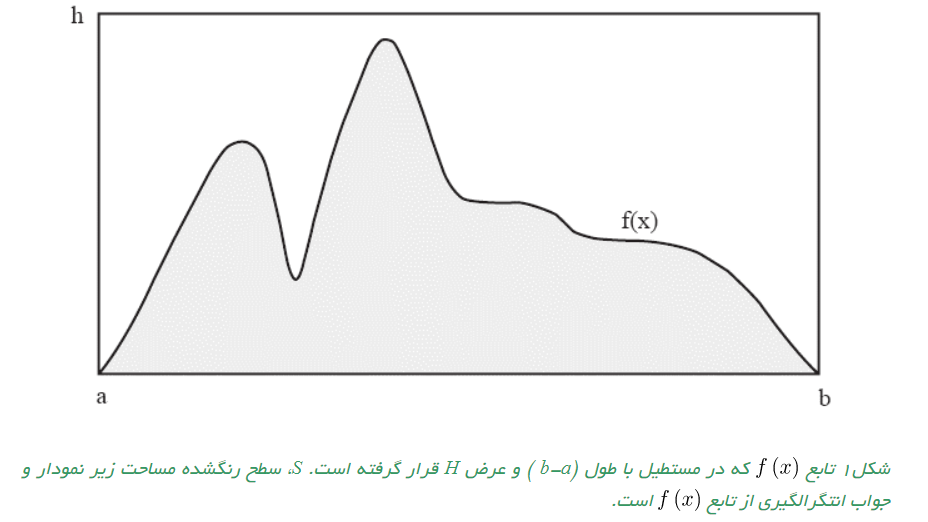 h
f(x)
a
b
شکل۱ تابع f (x) که در مستطیل با طول (b−a ) و عرض H قرار گرفته است. S، سطح رنگشده مساحت زیر نمودار و
جواب انتگرالگیری از تابع f (x) است.